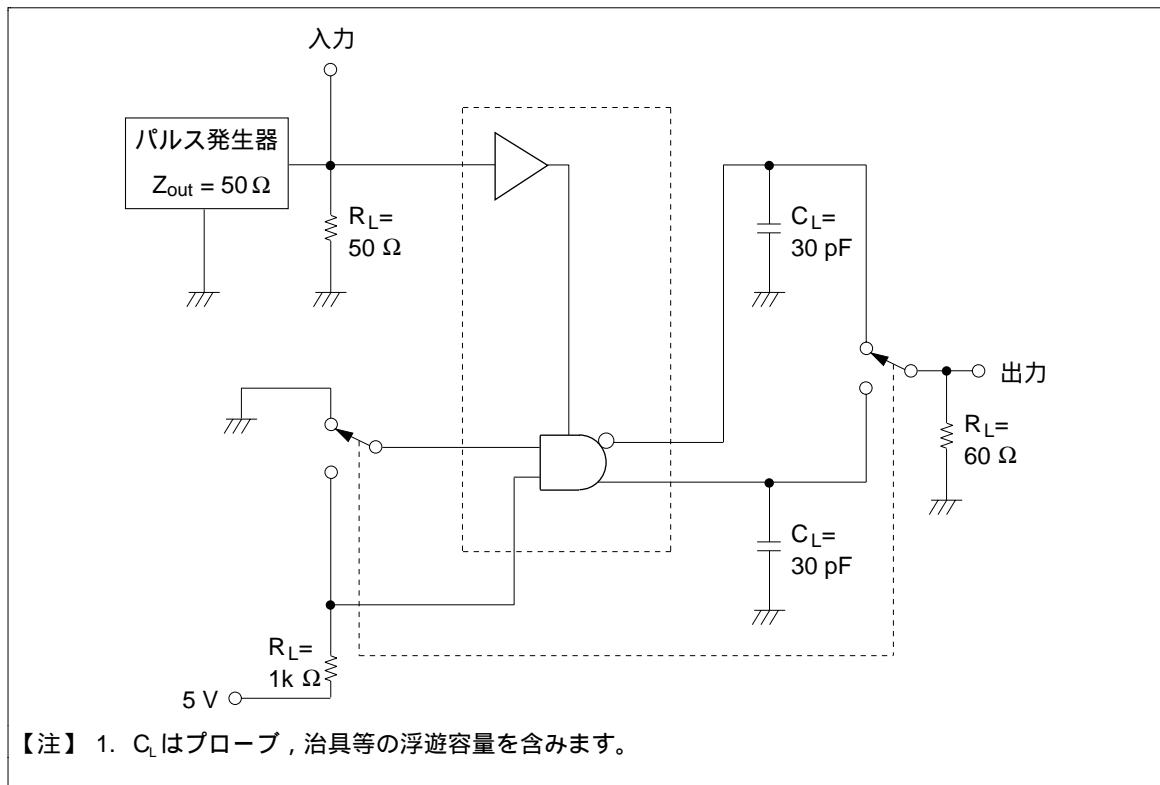 入力
パルス発生器
Zout = 50 Ω
RL=
50 Ω
CL=
30 pF
出力
RL=
60 Ω
CL=
30 pF
RL=
1k Ω
5 V
【注】 1. CLはプローブ , 治具等の浮遊容量を含みます。